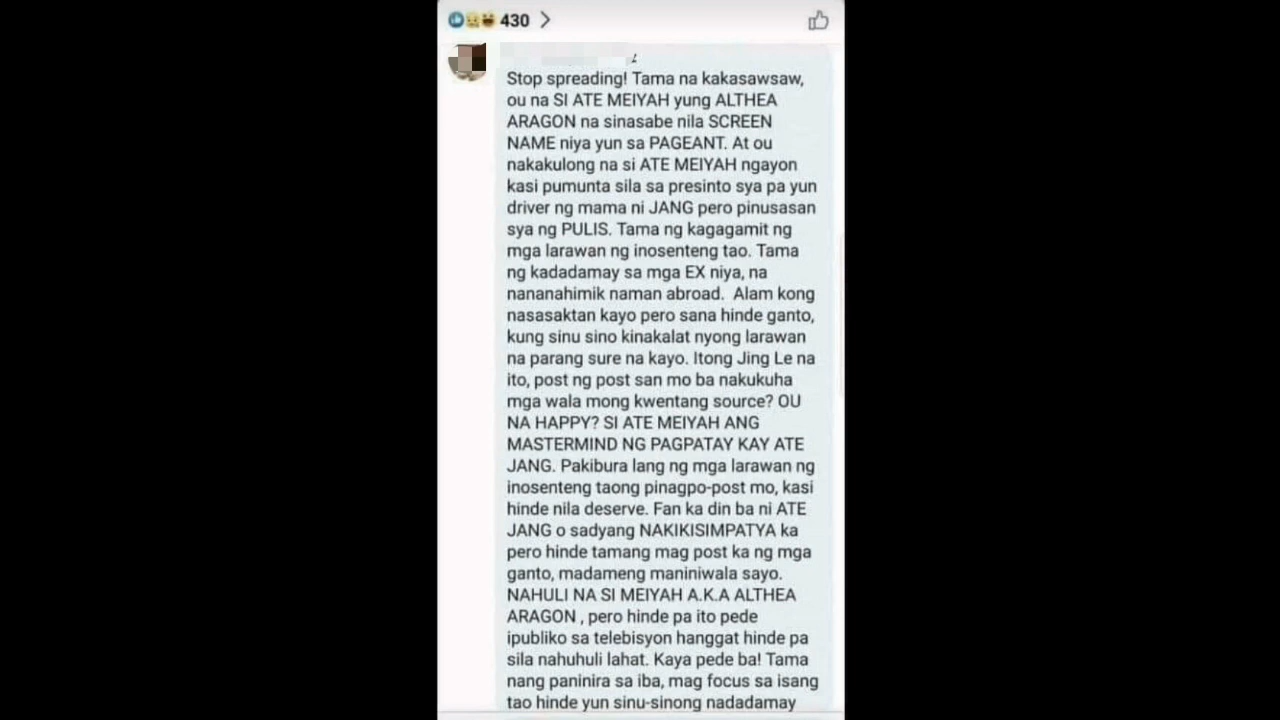 430
Stop spreading! Tama na kakasawsaw,
ou na SI ATE MEIYAH yung ALTHEA
ARAGON na sinasabe nila SCREEN
NAME niya yun sa PAGEANT. At ou
nakakulong na si ATE MEIYAH ngayon
kasi pumunta sila sa presinto sya pa yun
driver ng mama ni JANG pero pinusasan
sya ng PULIS. Tama ng kagagamit ng
mga larawan ng inosenteng tao. Tama
ng kadadamay sa mga EX niya, na
nananahimik naman abroad. Alam kong
nasasaktan kayo pero sana hinde ganto,
kung sinu sino kinakalat nyong larawan
na parang sure na kayo. Itong Jing Le na
ito, post ng post san mo ba nakukuha
mga wala mong kwentang source? OU
NA HAPPY? SI ATE MEIYAH ANG
MASTERMIND NG PAGPATAY KAY ATE
JANG. Pakibura lang ng mga larawan ng
inosenteng taong pinagpo-post mo, kasi
hinde nila deserve. Fan ka din ba ni ATE
JANG o sadyang NAKIKISIMPATYA ka
pero hinde tamang mag post ka ng mga
ganto, madameng maniniwala sayo.
NAHULI NA SI MEIYAH A.K.A ALTHEA
ARAGON , pero hinde pa ito pede
ipubliko sa telebisyon hanggat hinde pa
sila nahuhuli lahat. Kaya pede ba! Tama
nang paninira sa iba, mag focus sa isang
tao hinde yun sinu-sinong nadadamay